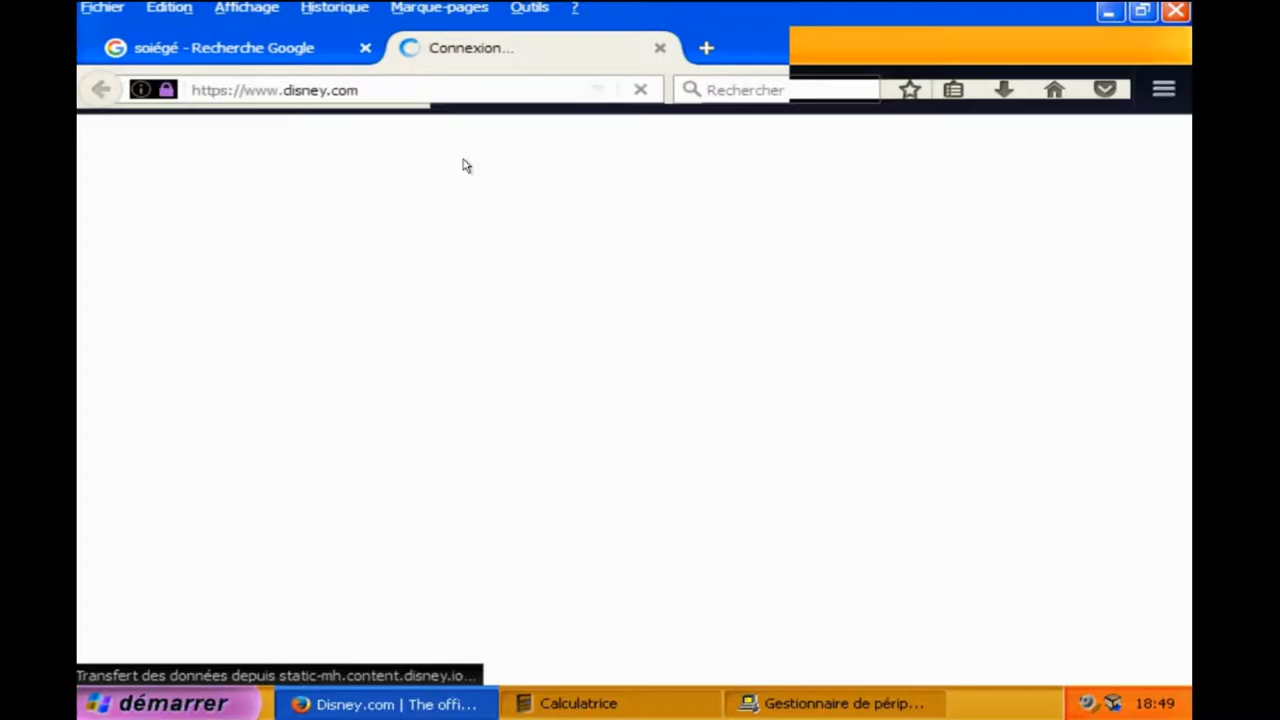 Fichier Edition Affichage Historique Marque-pages Outils ?
soiégé - Recherche Google Connexion...
https://www.disney.com Rechercher
Transfert des données depuis static-mh.content.disney.io...
démarrer Disney.com | The offi... Calculatrice Gestionnaire de périp... 18:49